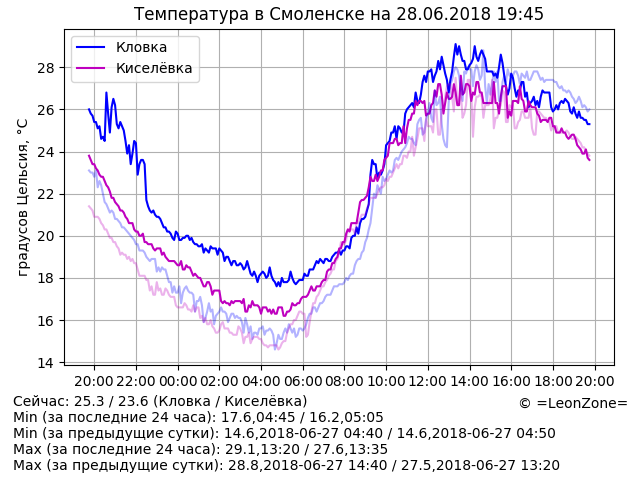 Температура в Смоленске на 28.06.2018 19:45
Кловка
Киселёвка
градусов Цельсия, °C
28
26
24
22
20
18
16
14
20:00 22:00 00:00 02:00 04:00 06:00 08:00 10:00 12:00 14:00 16:00 18:00 20:00
Сейчас: 25.3 / 23.6 (Кловка / Киселёвка)
© =LeonZone=
Min (за последние 24 часа): 17.6,04:45 / 16.2,05:05
Min (за предыдущие сутки): 14.6,2018-06-27 04:40 / 14.6,2018-06-27 04:50
Max (за последние 24 часа): 29.1,13:20 / 27.6,13:35
Max (за предыдущие сутки): 28.8,2018-06-27 14:40 / 27.5,2018-06-27 13:20